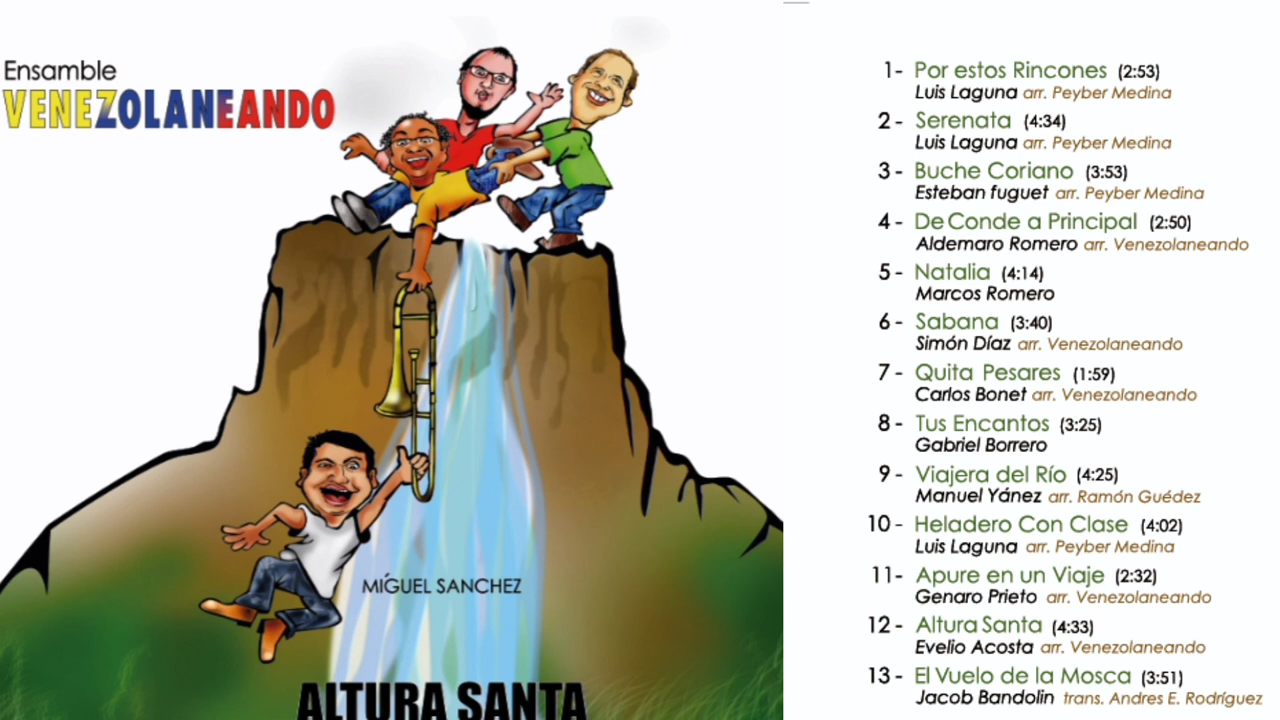 Ensamble
VENEZOLANEANDO
MIGUEL SANCHEZ
ALTURA SANTA
1- Por estos Rincones (2:53)
Luis Laguna arr. Peyber Medina
2- Serenata (4:34)
Luis Laguna arr. Peyber Medina
3- Buche Coriano (3:53)
Esteban fuguet arr. Peyber Medina
4- De Conde a Principal (2:50)
Aldemaro Romero arr. Venezolaneando
5- Natalia (4:14)
Marcos Romero
6- Sabana (3:40)
Simón Díaz arr. Venezolaneando
7- Quita Pesares (1:59)
Carlos Bonet arr. Venezolaneando
8- Tus Encantos (3:25)
Gabriel Borrero
9- Viajera del Río (4:25)
Manuel Yánez arr. Ramón Guédez
10- Heladero Con Clase (4:02)
Luis Laguna arr. Peyber Medina
11- Apure en un Viaje (2:32)
Genaro Prieto arr. Venezolaneando
12- Altura Santa (4:33)
Evelio Acosta arr. Venezolaneando
13- El Vuelo de la Mosca (3:51)
Jacob Bandolin trans. Andres E. Rodríguez